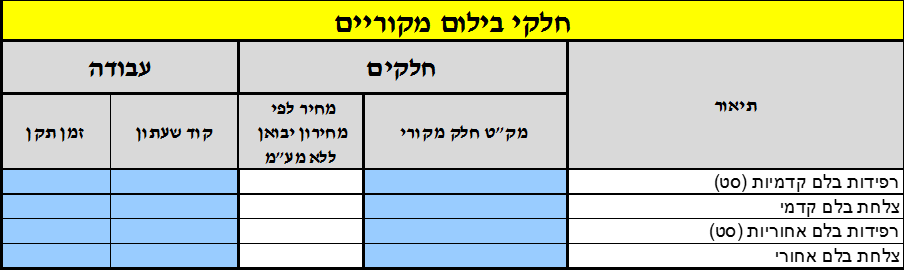 חלקי בילום מקוריים
תיאור
חלקים
עבודה
מק"ט חלק מקורי
מחיר לפי
מחירון יבואן
ללא מע"מ
קוד שעתון
זמן תקן
רפידות בלם קדמיות (סט)
צלחת בלם קדמי
רפידות בלם אחוריות (סט)
צלחת בלם אחורי